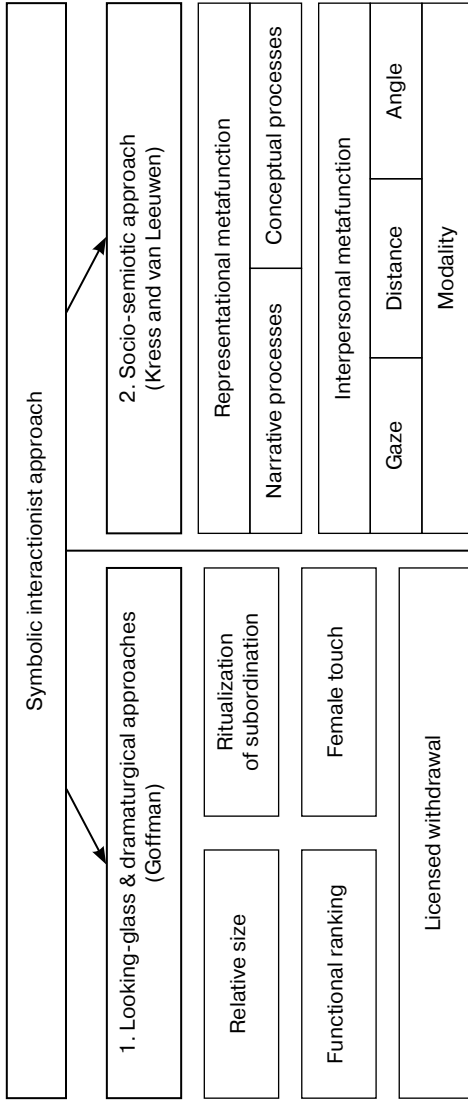 Symbolic interactionist approach
1. Looking-glass & dramaturgical approaches
(Goffman)
Relative size
Ritualization
of subordination
Functional ranking
Female touch
Licensed withdrawal
2. Socio-semiotic approach
(Kress and van Leeuwen)
Representational metafunction
Narrative processes
Conceptual processes
Interpersonal metafunction
Gaze
Distance
Angle
Modality